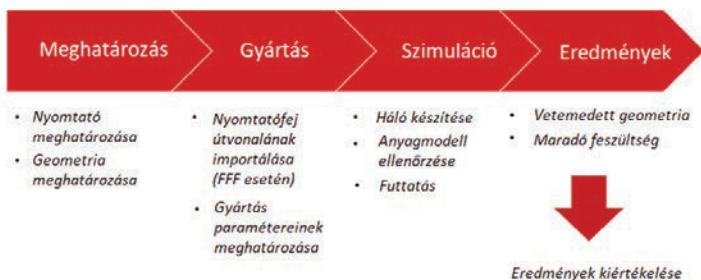 Meghatározás
Gyártás
Szimuláció
Eredmények
• Nyomtató
meghatározása
• Geometria
meghatározása
• Nyomtatófej
útvonalának
importálása
(FFF esetén)
• Gyártás
paramétereinek
meghatározása
• Háló készítése
• Anyagmodell
ellenőrzése
• Futtatás
• Vetemedett geometria
• Maradó feszültség
Eredmények kiértékelése